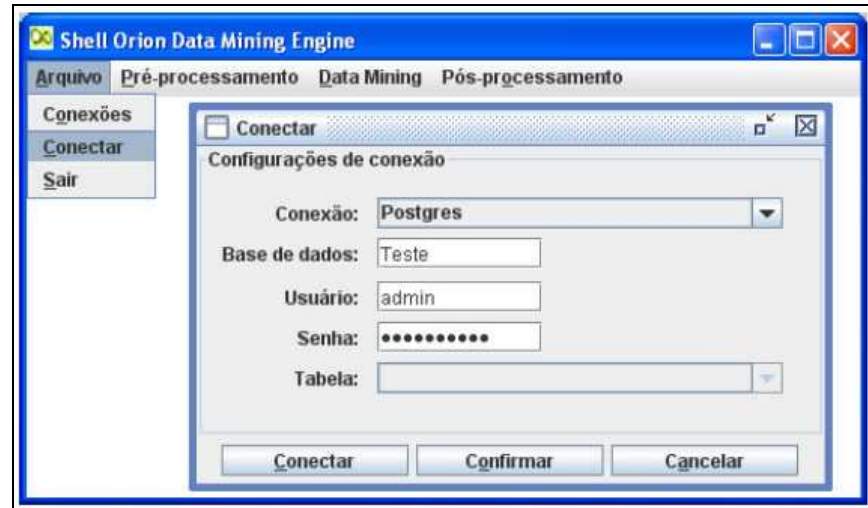 Shell Orion Data Mining Engine
Arquivo Pré-processamento Data Mining Pós-processamento
Conexões
Conectar
Sair
Conectar
Configurações de conexão
Conexão: Postgres
Base de dados: Teste
Usuário: admin
Senha: ●●●●●●●●●●
Tabela:
Conectar Confirmar Cancelar